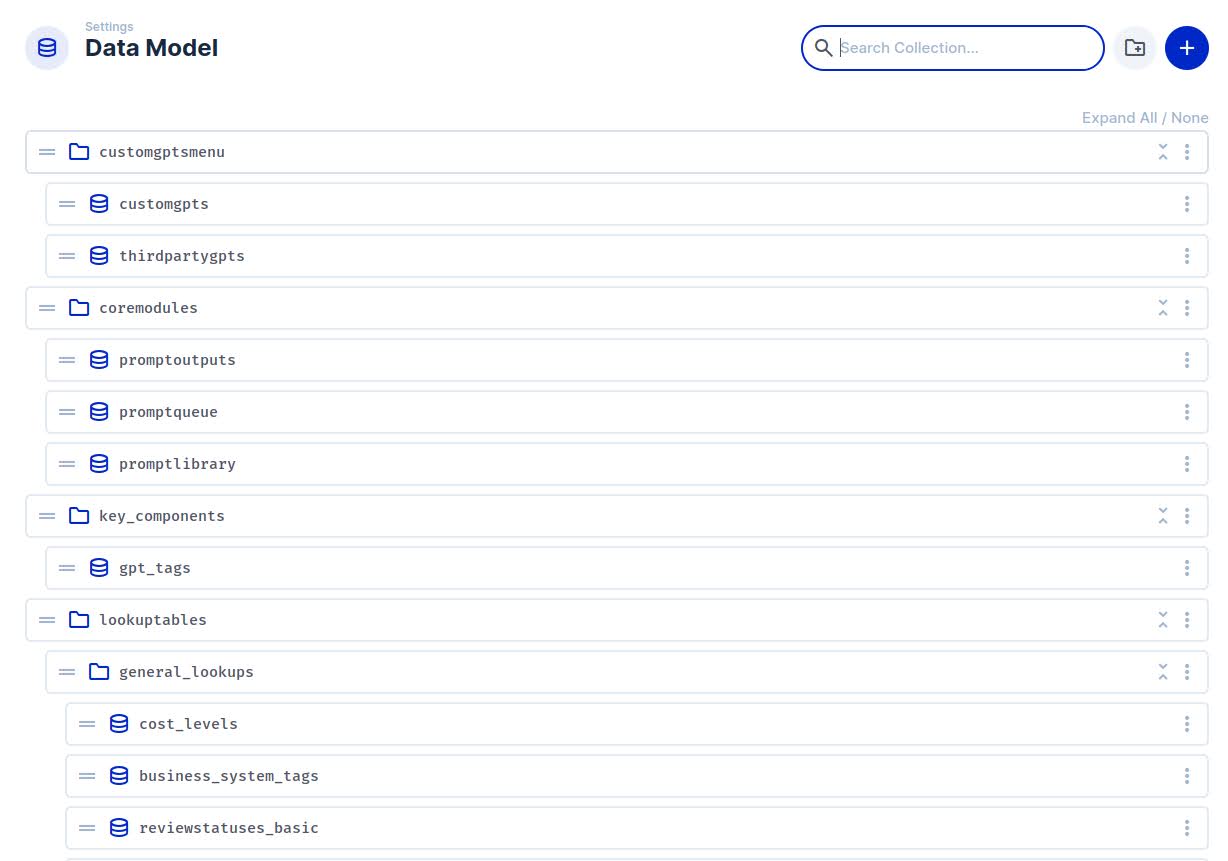 Settings
Data Model
Search Collection...
Expand All / None
customgptsmenu
customgpts
thirdpartygpts
coremodules
promptoutputs
promptqueue
promptlibrary
key_components
gpt_tags
lookuptables
general_lookups
cost_levels
business_system_tags
reviewstatuses_basic